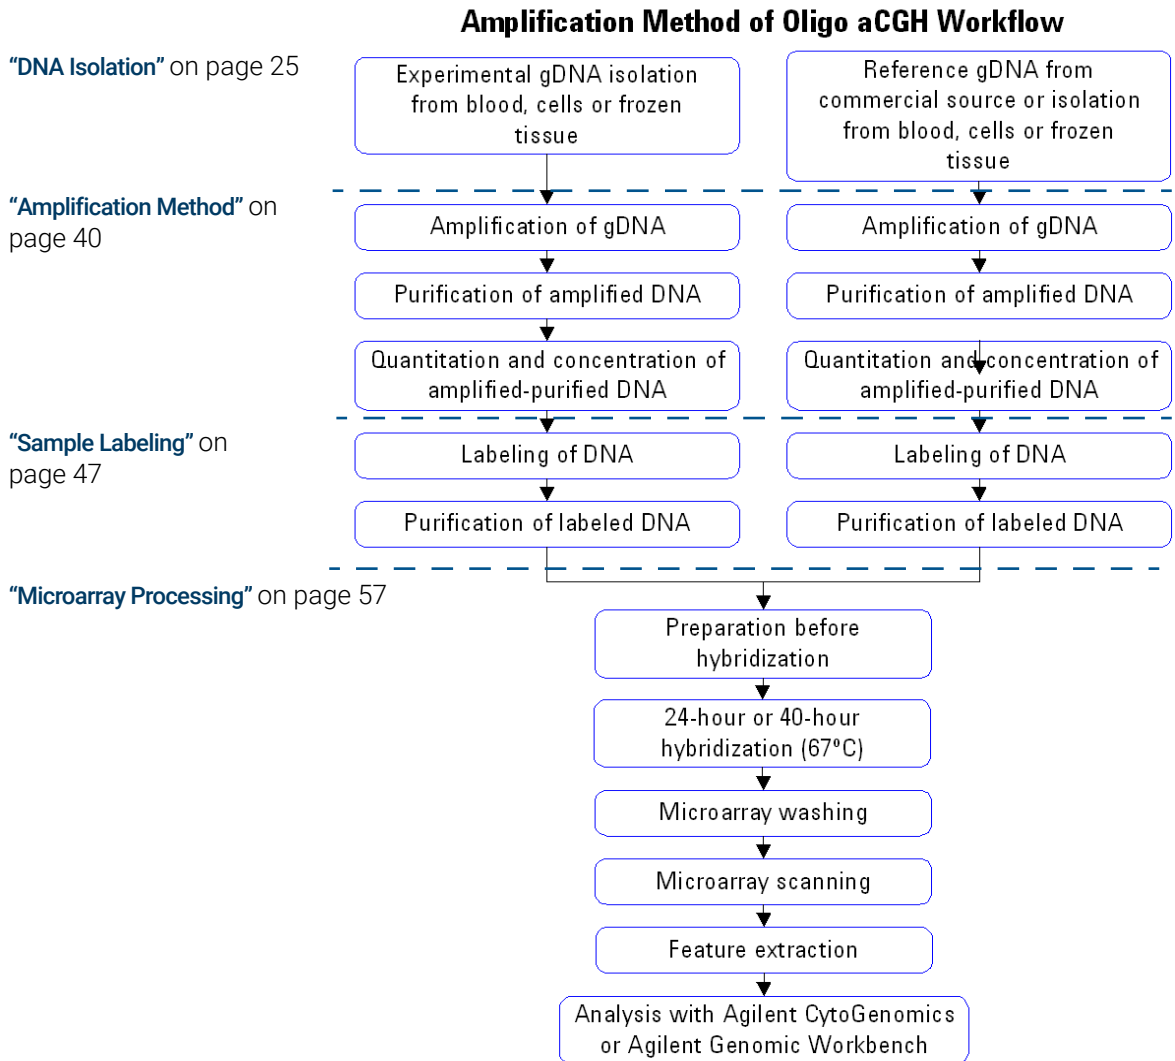 Amplification Method of Oligo aCGH Workflow
“DNA Isolation” on page 25
Experimental gDNA isolation
from blood, cells or frozen
tissue
Reference gDNA from
commercial source or isolation
from blood, cells or frozen
tissue
“Amplification Method” on
page 40
Amplification of gDNA
Amplification of gDNA
Purification of amplified DNA
Purification of amplified DNA
Quantitation and concentration of
amplified-purified DNA
Quantitation and concentration of
amplified-purified DNA
“Sample Labeling” on
page 47
Labeling of DNA
Labeling of DNA
Purification of labeled DNA
Purification of labeled DNA
“Microarray Processing” on page 57
Preparation before
hybridization
24-hour or 40-hour
hybridization (67ºC)
Microarray washing
Microarray scanning
Feature extraction
Analysis with Agilent CytoGenomics
or Agilent Genomic Workbench